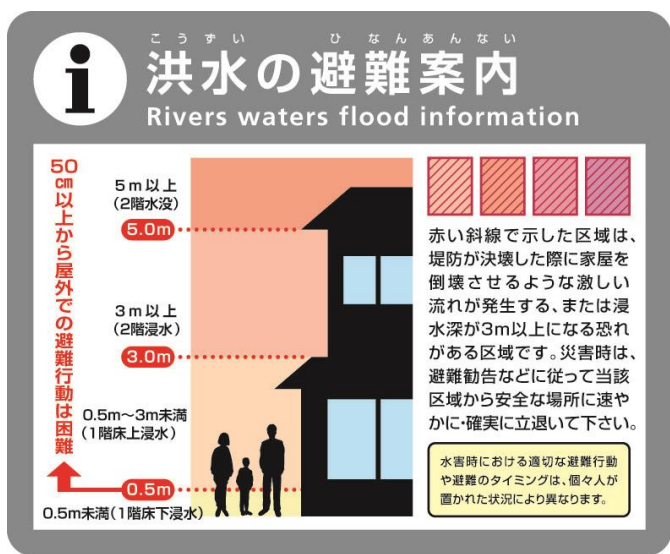 こうずい ひなんあんない
i 洪水の避難案内
Rivers waters flood information
50cm以上から屋外での避難行動は困難
5m以上
(2階水没)
5.0m
3m以上
(2階浸水)
3.0m
0.5m～3m未満
(1階床上浸水)
0.5m
0.5m未満(1階床下浸水)
赤い斜線で示した区域は、
堤防が決壊した際に家屋を
倒壊させるような激しい
流れが発生する、または浸
水深が3m以上になる恐れ
がある区域です。災害時は、
避難勧告などに従って当該
区域から安全な場所に速や
かに・確実に立退いて下さい。
水害時における適切な避難行動
や避難のタイミングは、個々人が
置かれた状況により異なります。